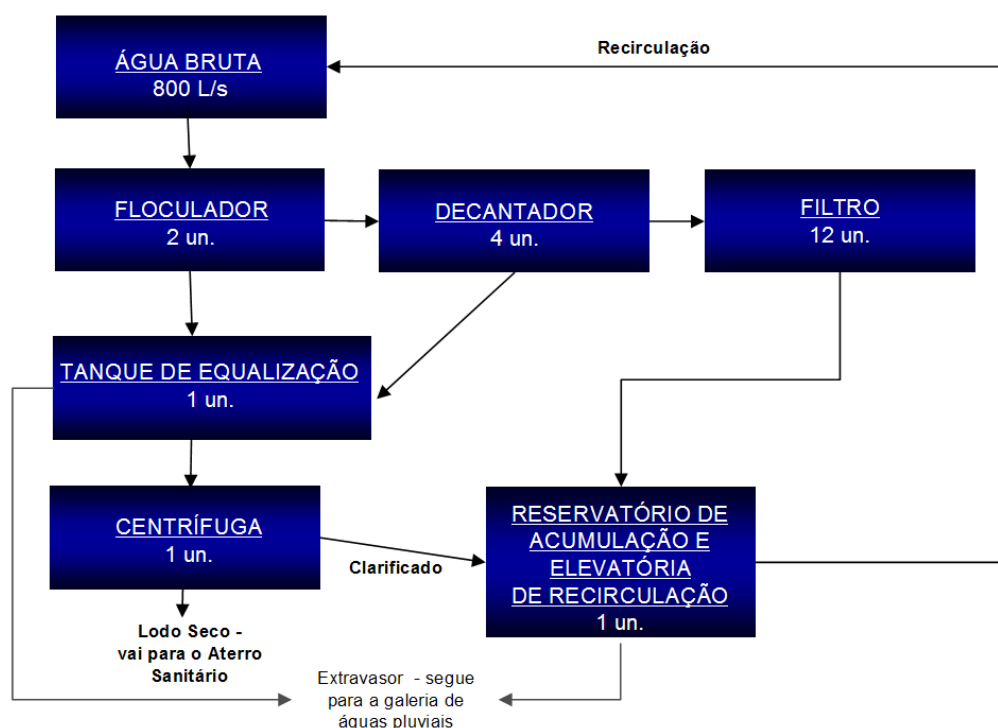 ÁGUA BRUTA
800 L/s
Recirculação
FLOCULADOR
2 un.
DECANTADOR
4 un.
FILTRO
12 un.
TANQUE DE EQUALIZAÇÃO
1 un.
CENTRÍFUGA
1 un.
Clarificado
RESERVATÓRIO DE
ACUMULAÇÃO E
ELEVATÓRIA
DE RECIRCULAÇÃO
1 un.
Lodo Seco -
vai para o Aterro
Sanitário
Extravasor - segue
para a galeria de
águas pluviais